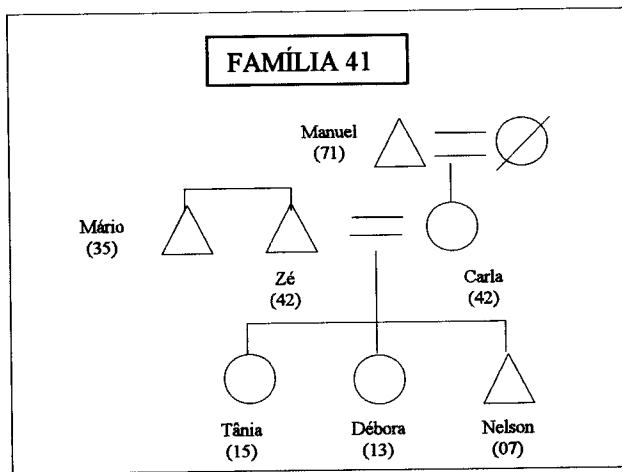 FAMÍLIA 41
Manuel
(71)
Mário
(35)
Zé
(42)
Carla
(42)
Tânia
(15)
Débora
(13)
Nelson
(07)